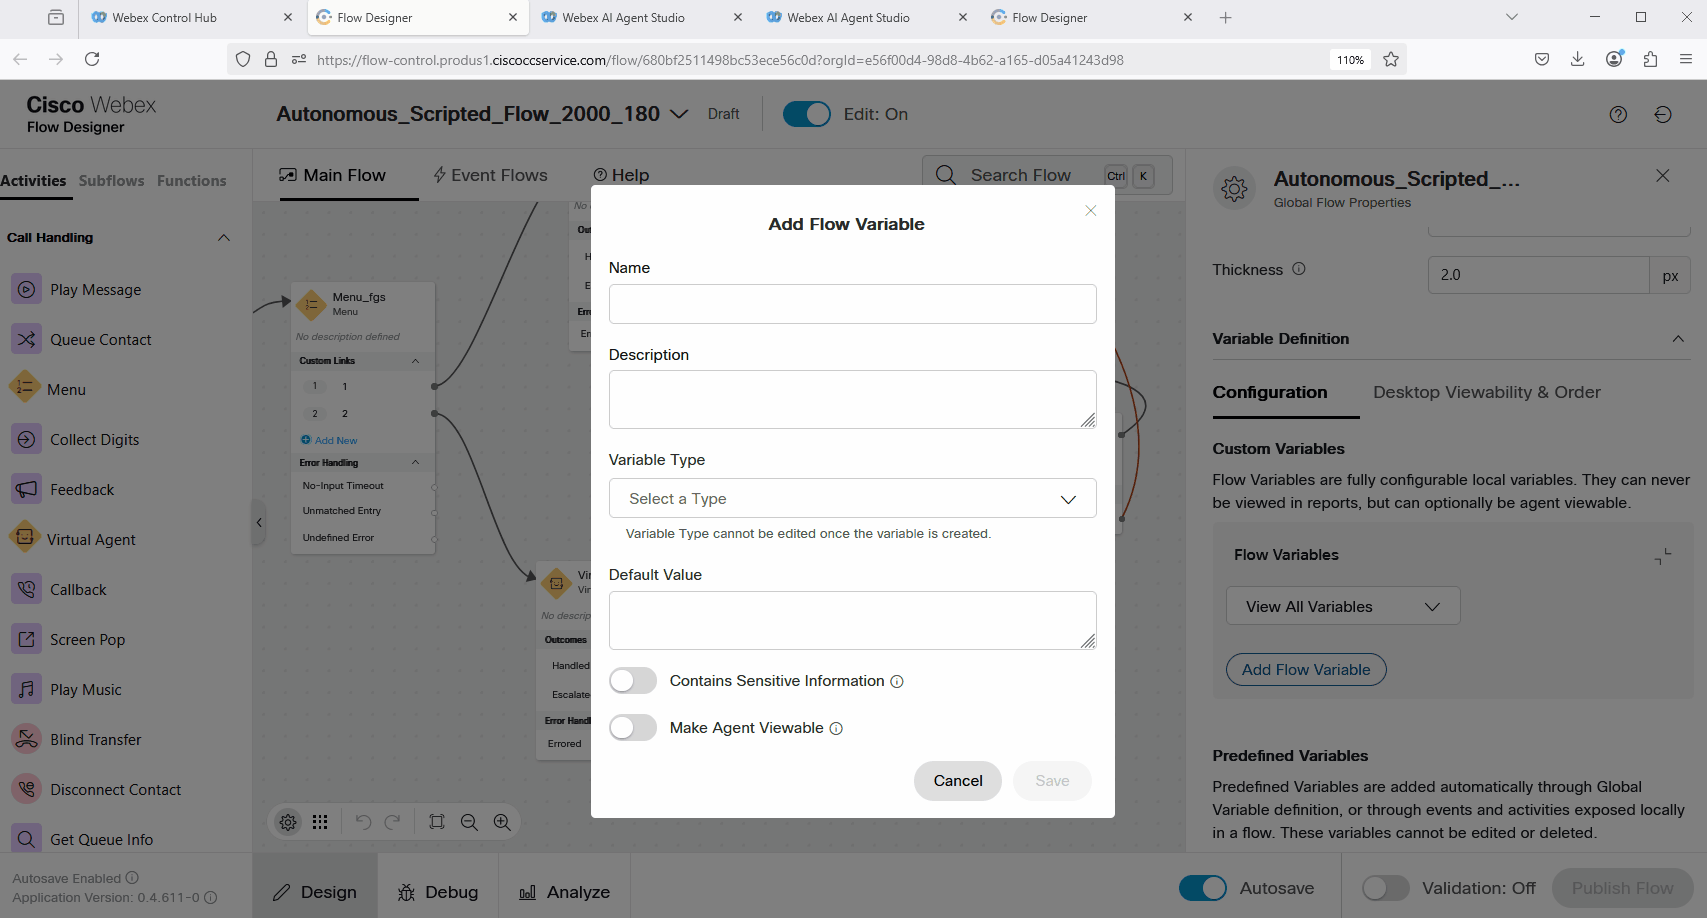 Webex Control Hub
Flow Designer
Webex AI Agent Studio
Webex AI Agent Studio
Flow Designer
https://flow-control.produs1.ciscoccservice.com/flow/680bf2511498bc53ece56c0d?orgId=e56f00d4-98d8-4b62-a165-d05a41243d98
110%
Cisco Webex
Flow Designer
Autonomous_Scripted_Flow_2000_180
Draft
Edit: On
Activities
Subflows
Functions
Call Handling
Play Message
Queue Contact
Menu
Collect Digits
Feedback
Virtual Agent
Callback
Screen Pop
Play Music
Blind Transfer
Disconnect Contact
Get Queue Info
Autosave Enabled
Application Version: 0.4.611-0
Main Flow
Event Flows
Help
Search Flow
Ctrl
K
Menu_fgs
Menu
No description defined
Custom Links
1 1
2 2
Add New
Error Handling
No-Input Timeout
Unmatched Entry
Undefined Error
No
Out
H
E
Err
Er
Vir
Vir
No descrip
Outcomes
Handled
Escalate
Error Handl
Errored
Add Flow Variable
Name
Description
Variable Type
Select a Type
Variable Type cannot be edited once the variable is created.
Default Value
Contains Sensitive Information
Make Agent Viewable
Cancel
Save
Autonomous_Scripted_...
Global Flow Properties
Thickness
2.0
px
Variable Definition
Configuration
Desktop Viewability & Order
Custom Variables
Flow Variables are fully configurable local variables. They can never
be viewed in reports, but can optionally be agent viewable.
Flow Variables
View All Variables
Add Flow Variable
Predefined Variables
Predefined Variables are added automatically through Global
Variable definition, or through events and activities exposed locally
in a flow. These variables cannot be edited or deleted.
Design
Debug
Analyze
Autosave
Validation: Off
Publish Flow